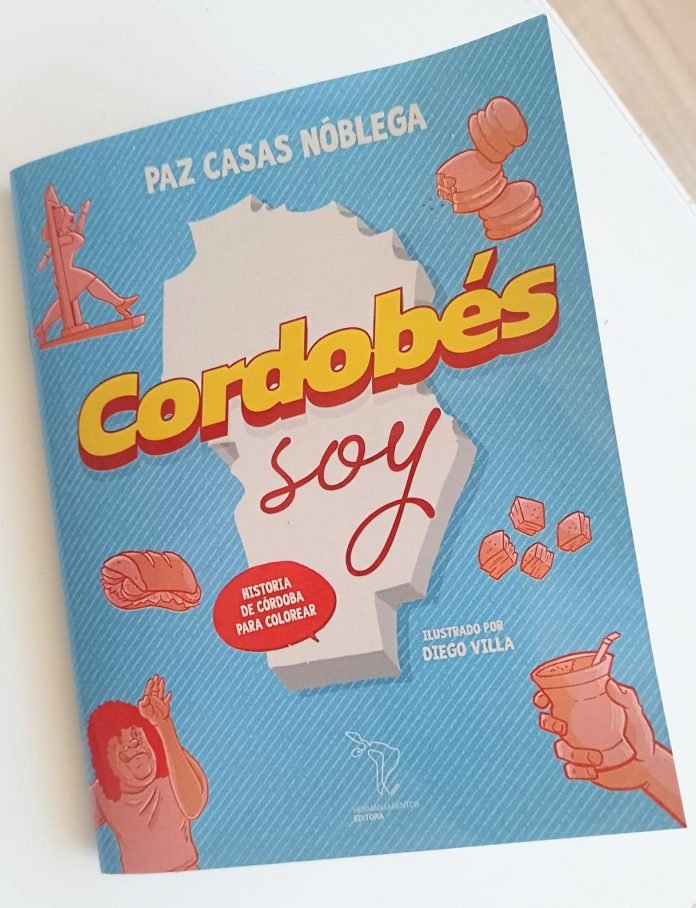 PAZ CASAS NÓBLEGA
Cordobés
soy
HISTORIA
DE CÓRDOBA
PARA COLOREAR
ILUSTRADO POR
DIEGO VILLA
HERMANAMIENTOS
EDITORA